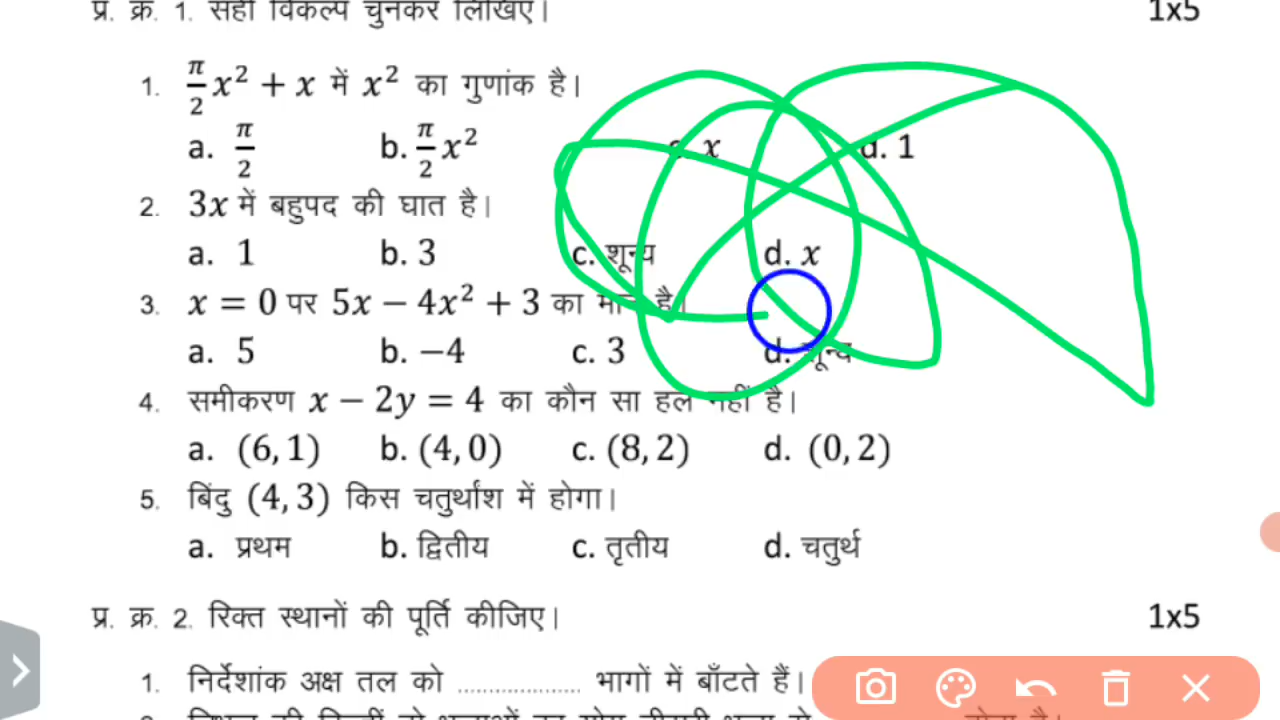 प्र. क्र. 1. सही विकल्प चुनकर लिखिए। 1x5
1. π/2 x² + x में x² का गुणांक है।
a. π/2 b. π/2 x² c. x d. 1
2. 3x में बहुपद की घात है।
a. 1 b. 3 c. शून्य d. x
3. x = 0 पर 5x − 4x² + 3 का मान है।
a. 5 b. −4 c. 3 d. शून्य
4. समीकरण x − 2y = 4 का कौन सा हल नहीं है।
a. (6, 1) b. (4, 0) c. (8, 2) d. (0, 2)
5. बिंदु (4, 3) किस चतुर्थांश में होगा।
a. प्रथम b. द्वितीय c. तृतीय d. चतुर्थ
प्र. क्र. 2. रिक्त स्थानों की पूर्ति कीजिए। 1x5
1. निर्देशांक अक्ष तल को ..................... भागों में बाँटते हैं।